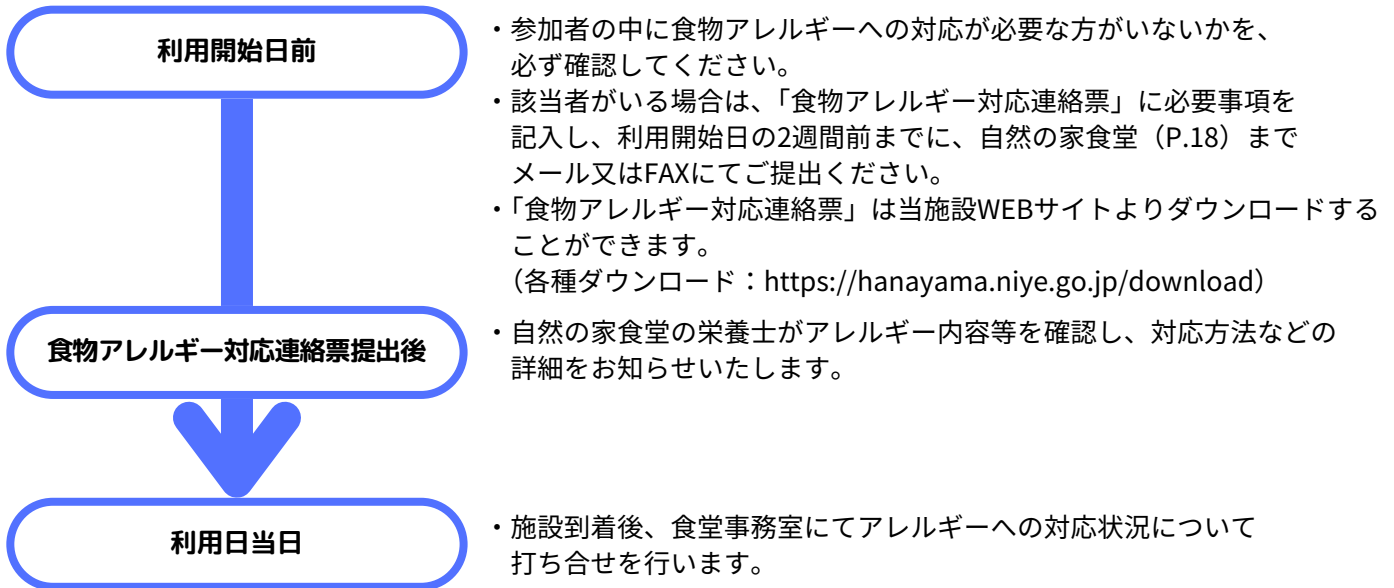 利用開始日前
・参加者の中に食物アレルギーへの対応が必要な方がいないかを、
必ず確認してください。
・該当者がいる場合は、「食物アレルギー対応連絡票」に必要事項を
記入し、利用開始日の2週間前までに、自然の家食堂（P.18）まで
メール又はFAXにてご提出ください。
・「食物アレルギー対応連絡票」は当施設WEBサイトよりダウンロードする
ことができます。
（各種ダウンロード：https://hanayama.niye.go.jp/download）
食物アレルギー対応連絡票提出後
・自然の家食堂の栄養士がアレルギー内容等を確認し、対応方法などの
詳細をお知らせいたします。
利用日当日
・施設到着後、食堂事務室にてアレルギーへの対応状況について
打ち合せを行います。